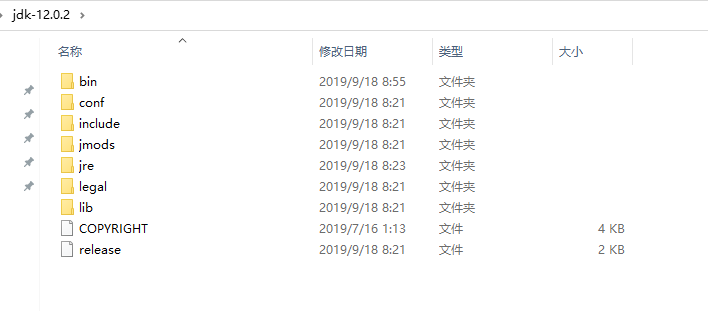 jdk-12.0.2
名称 修改日期 类型 大小
bin 2019/9/18 8:55 文件夹
conf 2019/9/18 8:21 文件夹
include 2019/9/18 8:21 文件夹
jmods 2019/9/18 8:21 文件夹
jre 2019/9/18 8:23 文件夹
legal 2019/9/18 8:21 文件夹
lib 2019/9/18 8:21 文件夹
COPYRIGHT 2019/7/16 1:13 文件 4 KB
release 2019/9/18 8:21 文件 2 KB